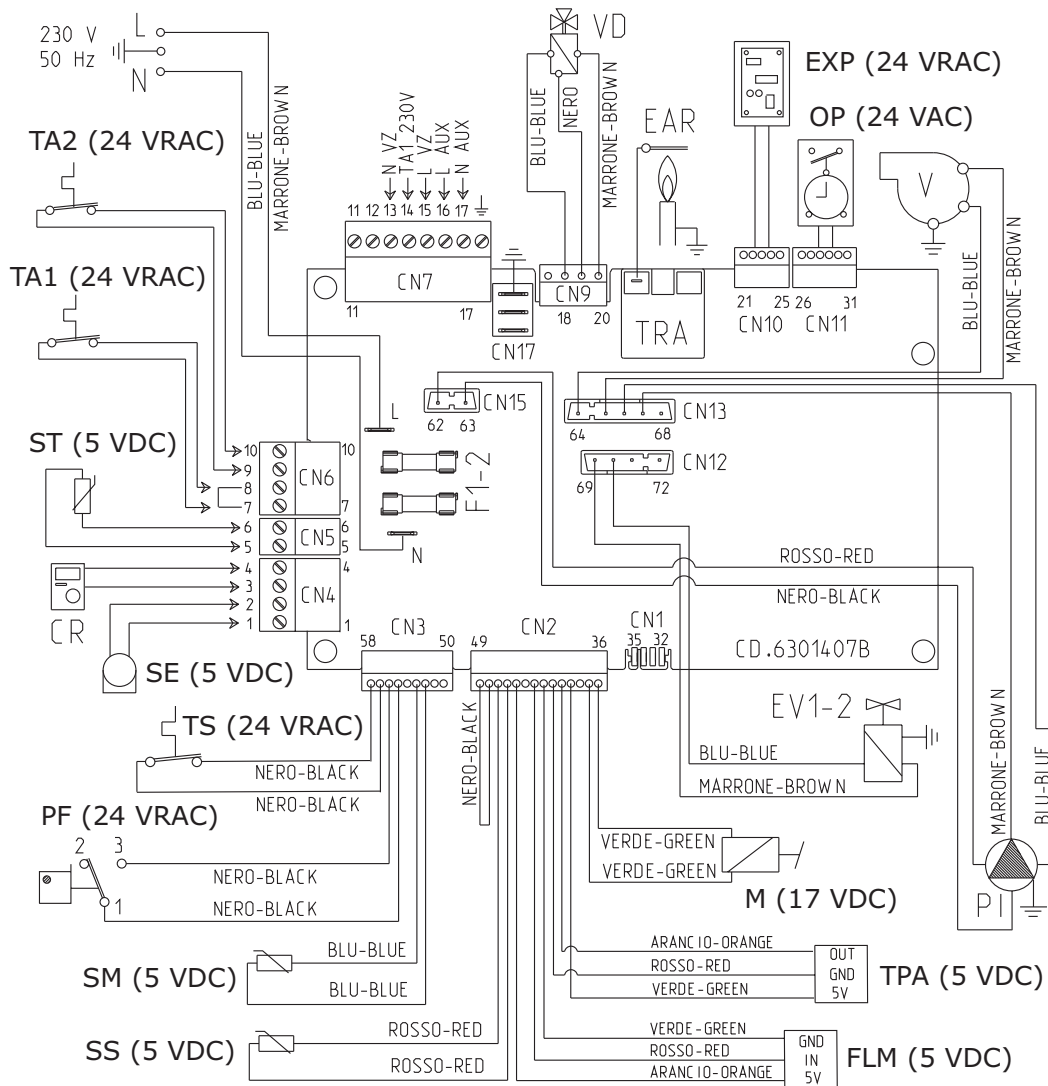 230 V
50 Hz
L
N
BLU-BLUE
MARRONE-BROWN
TA2 (24 VRAC)
TA1 (24 VRAC)
ST (5 VDC)
CR
SE (5 VDC)
TS (24 VRAC)
PF (24 VRAC)
SM (5 VDC)
SS (5 VDC)
N VZ
TA1 230V
L VZ
L AUX
N AUX
11 12 13 14 15 16 17
CN7
11 17
CN17
VD
BLU-BLUE
NERO
MARRONE-BROWN
CN9
18 20
EAR
TRA
EXP (24 VRAC)
OP (24 VAC)
V
21 25
CN10
26 31
CN11
BLU-BLUE
MARRONE-BROWN
CN15
62 63
CN13
64 68
CN12
69 72
L
F1-2
N
10
9
8
7
CN6
10
7
6
5
CN5
6
5
4
3
2
1
CN4
4
1
ROSSO-RED
NERO-BLACK
58 CN3 50
49 CN2 36
CN1
35 32
CD.6301407B
EV1-2
BLU-BLUE
MARRONE-BROWN
NERO-BLACK
NERO-BLACK
NERO-BLACK
2 3
1
NERO-BLACK
NERO-BLACK
VERDE-GREEN
VERDE-GREEN
M (17 VDC)
MARRONE-BROWN
BLU-BLUE
PI
BLU-BLUE
BLU-BLUE
ARANCIO-ORANGE
ROSSO-RED
VERDE-GREEN
OUT
GND
5V
TPA (5 VDC)
ROSSO-RED
ROSSO-RED
VERDE-GREEN
ROSSO-RED
ARANCIO-ORANGE
GND
IN
5V
FLM (5 VDC)